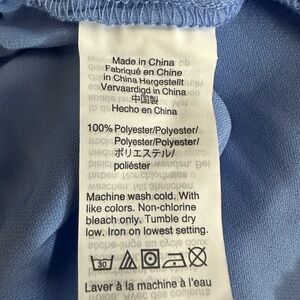 Made in China
Fabriqué en Chine
in China Hergestellt
Vervaardigd in China
中国製
Hecho en China
100% Polyester/Polyester/
Polyester/Polyester/
ポリエステル/
poliéster
Machine wash cold. With
like colors. Non-chlorine
bleach only. Tumble dry
low. Iron on lowest setting.
30
Laver à la machine à l'eau